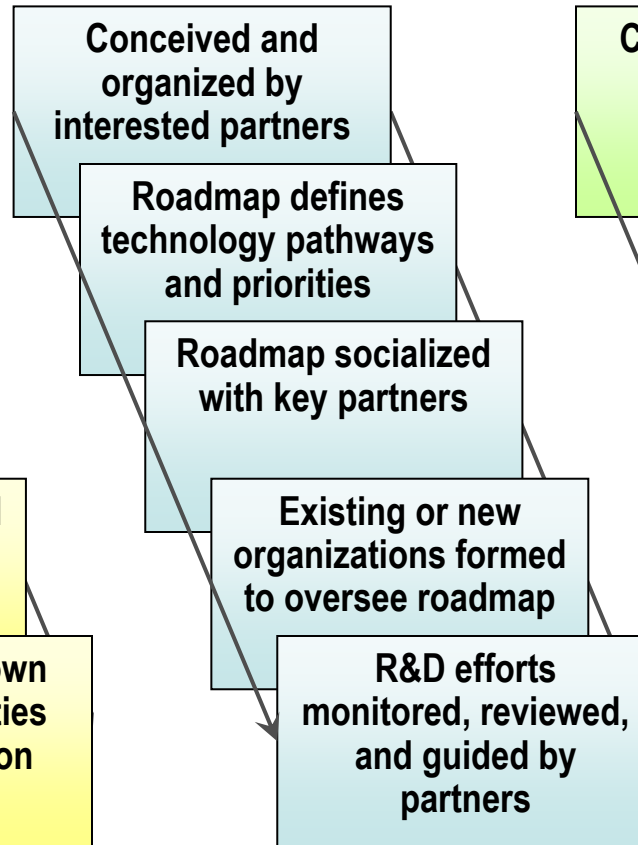 Conceived and
organized by
interested partners
Roadmap defines
technology pathways
and priorities
Roadmap socialized
with key partners
Existing or new
organizations formed
to oversee roadmap
R&D efforts
monitored, reviewed,
and guided by
partners